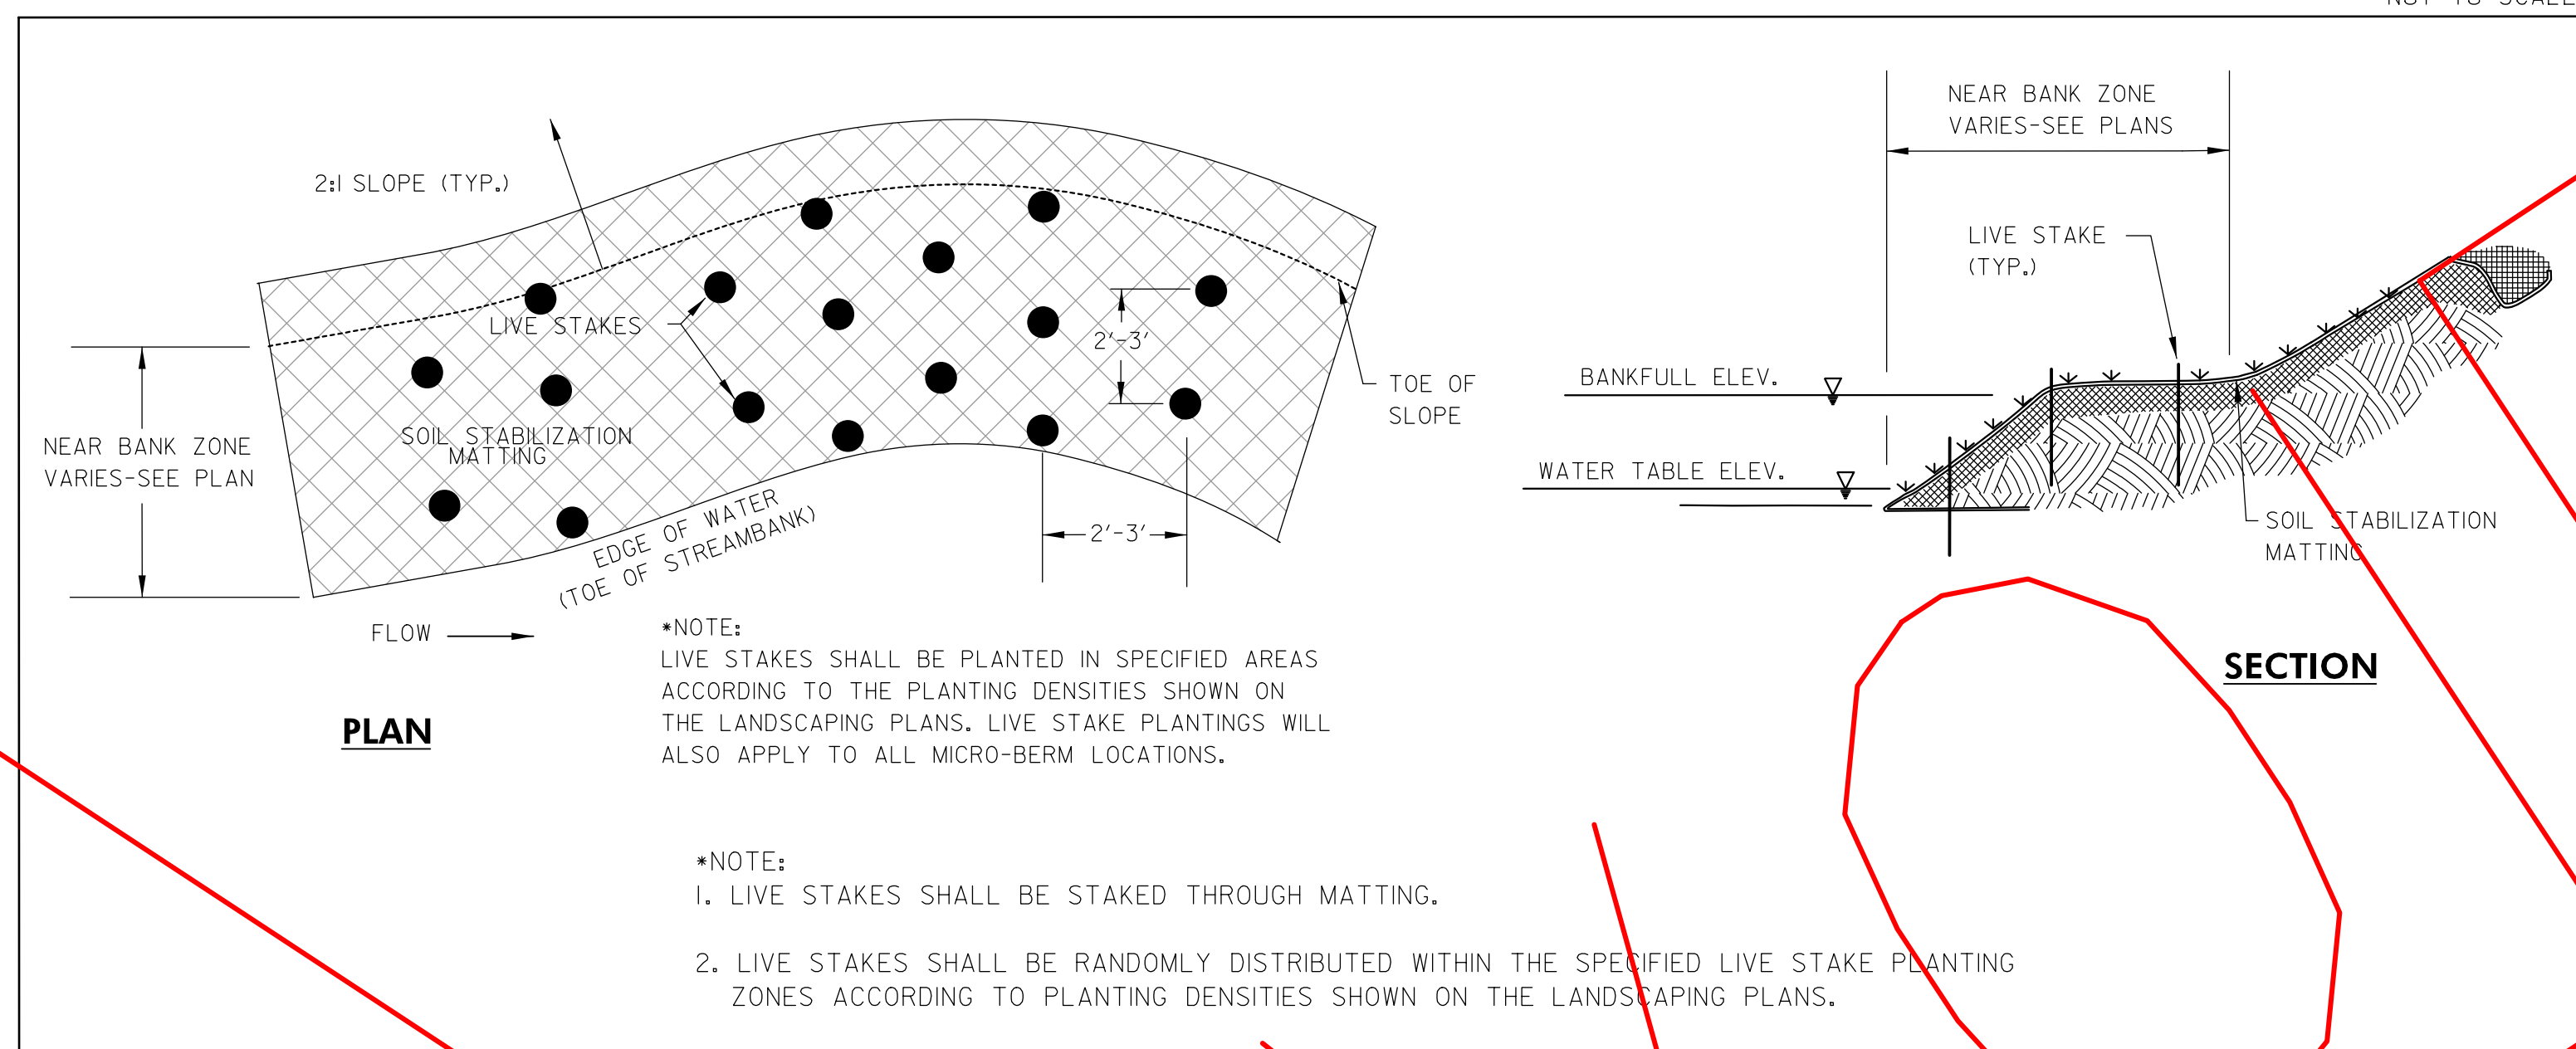 2:1 SLOPE (TYP.)
LIVE STAKES
SOIL STABILIZATION
MATTING
NEAR BANK ZONE
VARIES-SEE PLAN
2'-3'
2'-3'
TOE OF
SLOPE
EDGE OF WATER
(TOE OF STREAMBANK)
FLOW
PLAN
*NOTE:
LIVE STAKES SHALL BE PLANTED IN SPECIFIED AREAS
ACCORDING TO THE PLANTING DENSITIES SHOWN ON
THE LANDSCAPING PLANS. LIVE STAKE PLANTINGS WILL
ALSO APPLY TO ALL MICRO-BERM LOCATIONS.
*NOTE:
1. LIVE STAKES SHALL BE STAKED THROUGH MATTING.
2. LIVE STAKES SHALL BE RANDOMLY DISTRIBUTED WITHIN THE SPECIFIED LIVE STAKE PLANTING
ZONES ACCORDING TO PLANTING DENSITIES SHOWN ON THE LANDSCAPING PLANS.
NEAR BANK ZONE
VARIES-SEE PLANS
LIVE STAKE
(TYP.)
BANKFULL ELEV.
WATER TABLE ELEV.
SOIL STABILIZATION
MATTING
SECTION